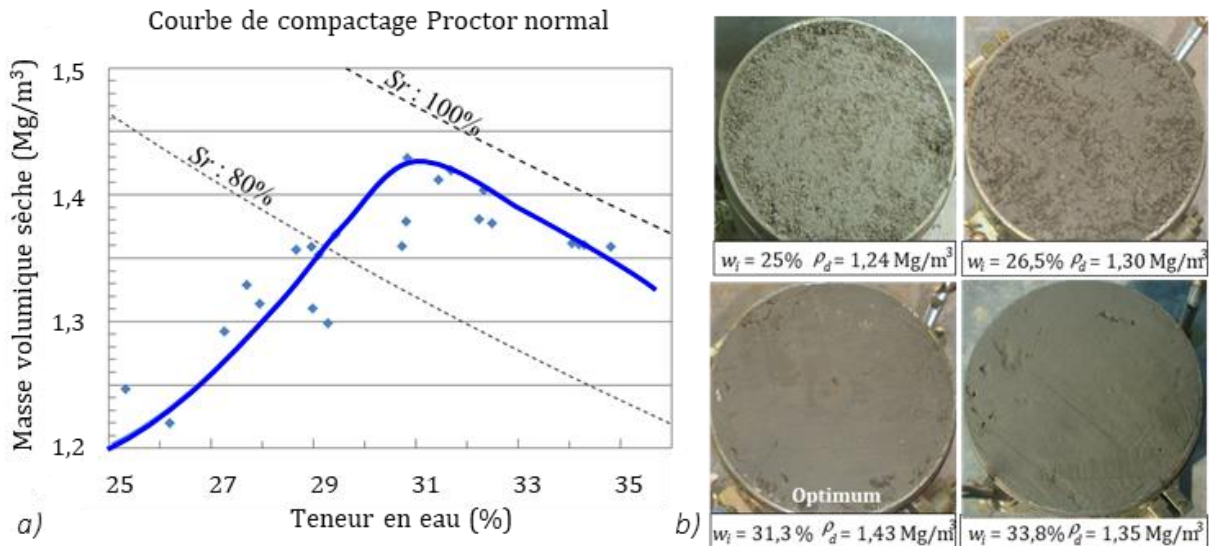 Courbe de compactage Proctor normal
Masse volumique sèche (Mg/m³)
1,5
1,4
1,3
1,2
Sr : 100%
Sr : 80%
25 27 29 31 33 35
Teneur en eau (%)
a)
b)
wᵢ = 25% ρd = 1,24 Mg/m³
wᵢ = 26,5% ρd = 1,30 Mg/m³
Optimum
wᵢ = 31,3 % ρd = 1,43 Mg/m³
wᵢ = 33,8% ρd = 1,35 Mg/m³